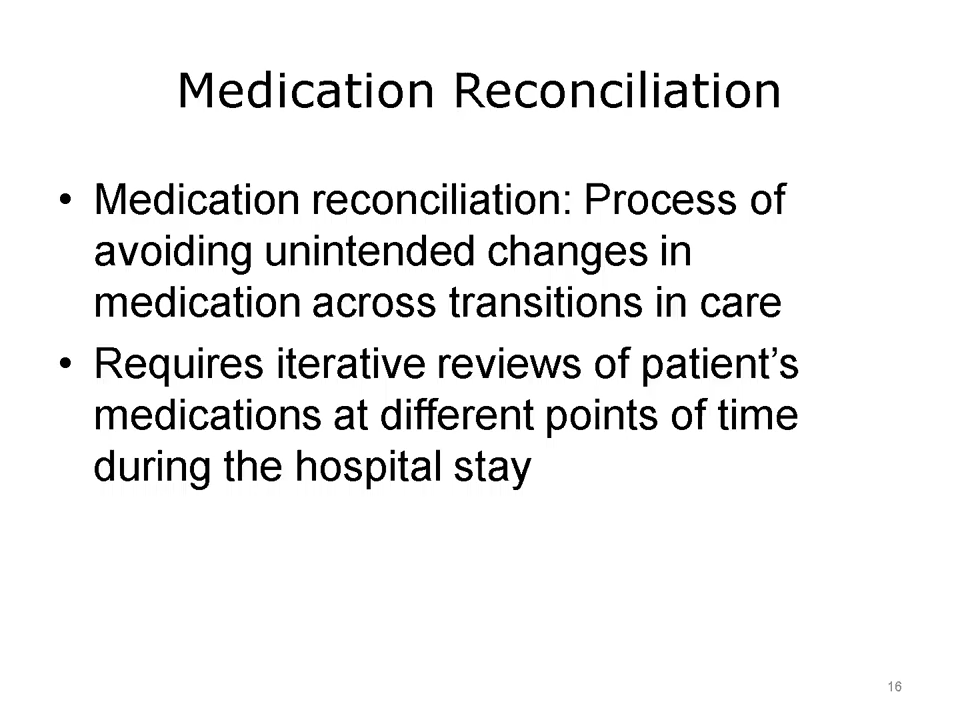 Medication Reconciliation
• Medication reconciliation: Process of
avoiding unintended changes in
medication across transitions in care
• Requires iterative reviews of patient’s
medications at different points of time
during the hospital stay
16